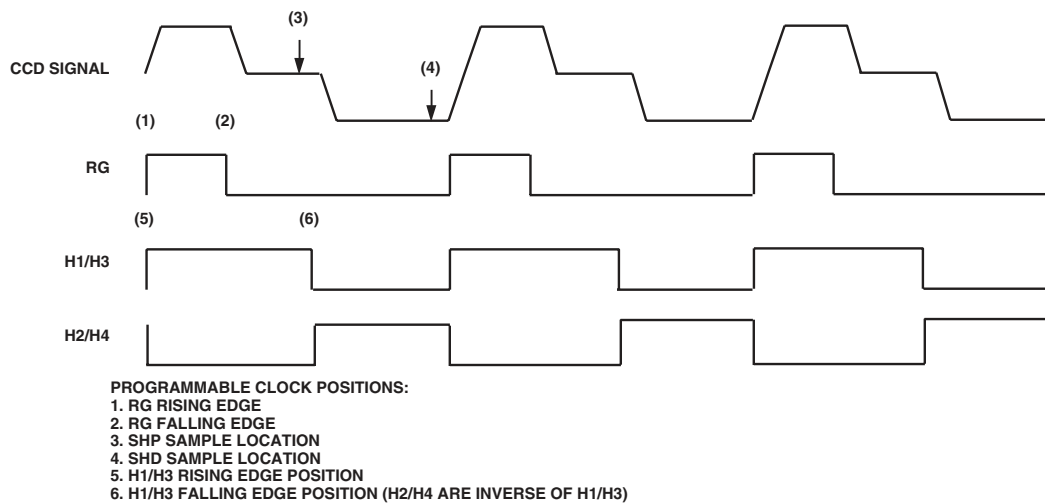 (3)
CCD SIGNAL
(4)
(1)
(2)
RG
(5)
(6)
H1/H3
H2/H4
PROGRAMMABLE CLOCK POSITIONS:
1. RG RISING EDGE
2. RG FALLING EDGE
3. SHP SAMPLE LOCATION
4. SHD SAMPLE LOCATION
5. H1/H3 RISING EDGE POSITION
6. H1/H3 FALLING EDGE POSITION (H2/H4 ARE INVERSE OF H1/H3)